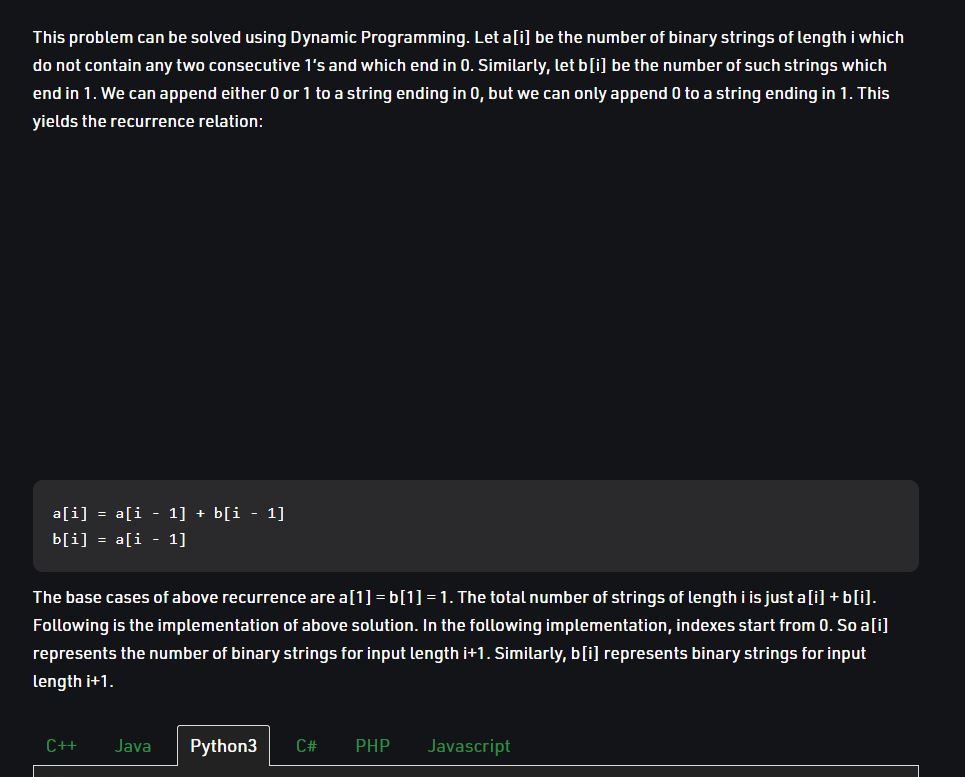 This problem can be solved using Dynamic Programming. Let a[i] be the number of binary strings of length i which
do not contain any two consecutive 1's and which end in 0. Similarly, let b[i] be the number of such strings which
end in 1. We can append either 0 or 1 to a string ending in 0, but we can only append 0 to a string ending in 1. This
yields the recurrence relation:
a[i] = a[i - 1] + b[i - 1]
b[i] = a[i - 1]
The base cases of above recurrence are a[1] = b[1] = 1. The total number of strings of length i is just a[i] + b[i].
Following is the implementation of above solution. In the following implementation, indexes start from 0. So a[i]
represents the number of binary strings for input length i+1. Similarly, b[i] represents binary strings for input
length i+1.
C++ Java Python3 C# PHP Javascript